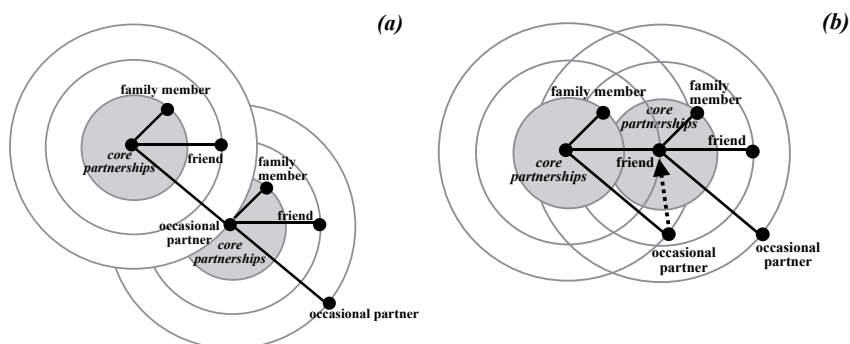 (a)
family member
core
partnerships
friend
family
member
occasional
partner
friend
core
partnerships
occasional partner
(b)
family member
family
member
core
partnerships
friend
core
partnerships
friend
occasional
partner
occasional
partner